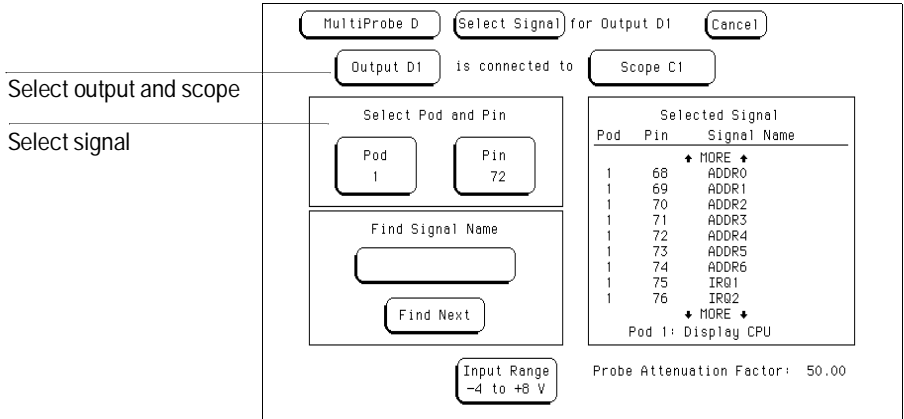 MultiProbe D Select Signal for Output D1 Cancel
Output D1 is connected to Scope C1
Select output and scope
Select signal
Select Pod and Pin
Pod
1
Pin
72
Find Signal Name
Find Next
Selected Signal
Pod Pin Signal Name
MORE
1 68 ADDR0
1 69 ADDR1
1 70 ADDR2
1 71 ADDR3
1 72 ADDR4
1 73 ADDR5
1 74 ADDR6
1 75 IRQ1
1 76 IRQ2
MORE
Pod 1: Display CPU
Input Range
-4 to +8 V
Probe Attenuation Factor: 50.00